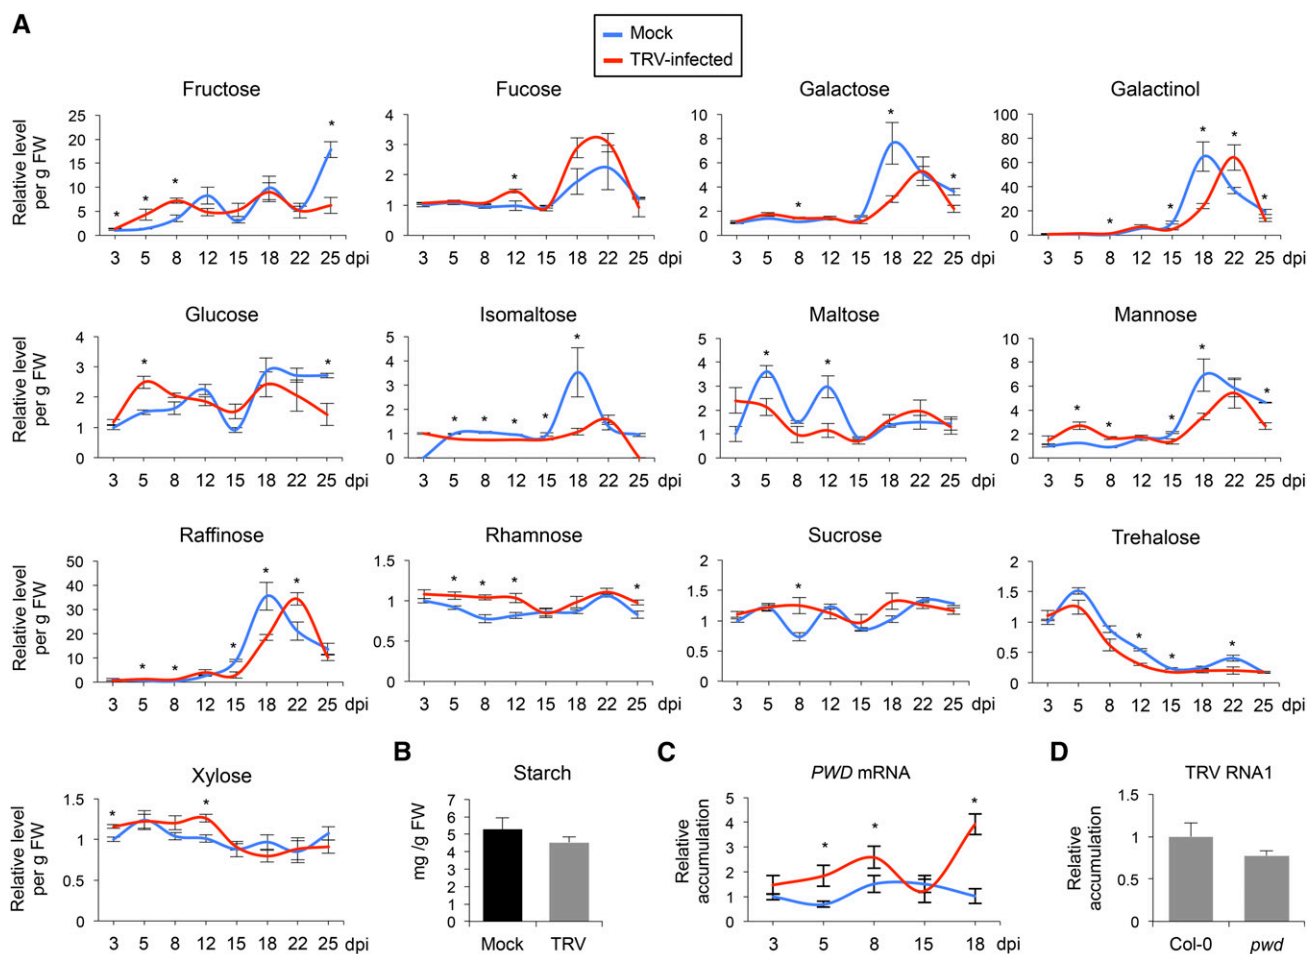 A
Mock
TRV-infected
Fructose
Fucose
Galactose
Galactinol
Relative level
per g FW
25
20
15
10
5
0
3 5 8 12 15 18 22 25 dpi
*
*
*
*
4
3
2
1
0
3 5 8 12 15 18 22 25 dpi
*
10
8
6
4
2
0
3 5 8 12 15 18 22 25 dpi
*
*
*
100
80
60
40
20
0
3 5 8 12 15 18 22 25 dpi
*
*
*
*
*
Glucose
Isomaltose
Maltose
Mannose
Relative level
per g FW
4
3
2
1
0
3 5 8 12 15 18 22 25 dpi
*
*
5
4
3
2
1
0
3 5 8 12 15 18 22 25 dpi
*
*
*
*
*
5
4
3
2
1
0
3 5 8 12 15 18 22 25 dpi
*
*
10
8
6
4
2
0
3 5 8 12 15 18 22 25 dpi
*
*
*
*
*
Raffinose
Rhamnose
Sucrose
Trehalose
Relative level
per g FW
50
40
30
20
10
0
3 5 8 12 15 18 22 25 dpi
*
*
*
*
*
1.5
1
0.5
0
3 5 8 12 15 18 22 25 dpi
*
*
*
*
2
1.5
1
0.5
0
3 5 8 12 15 18 22 25 dpi
*
2
1.5
1
0.5
0
3 5 8 12 15 18 22 25 dpi
*
*
*
Xylose
Relative level
per g FW
1.5
1
0.5
0
3 5 8 12 15 18 22 25 dpi
*
*
B
Starch
mg /g FW
7
6
5
4
3
2
1
0
Mock TRV
C
PWD mRNA
Relative
accumulation
5
4
3
2
1
0
3 5 8 15 18 dpi
*
*
*
D
TRV RNA1
Relative
accumulation
1.5
1
0.5
0
Col-0 pwd